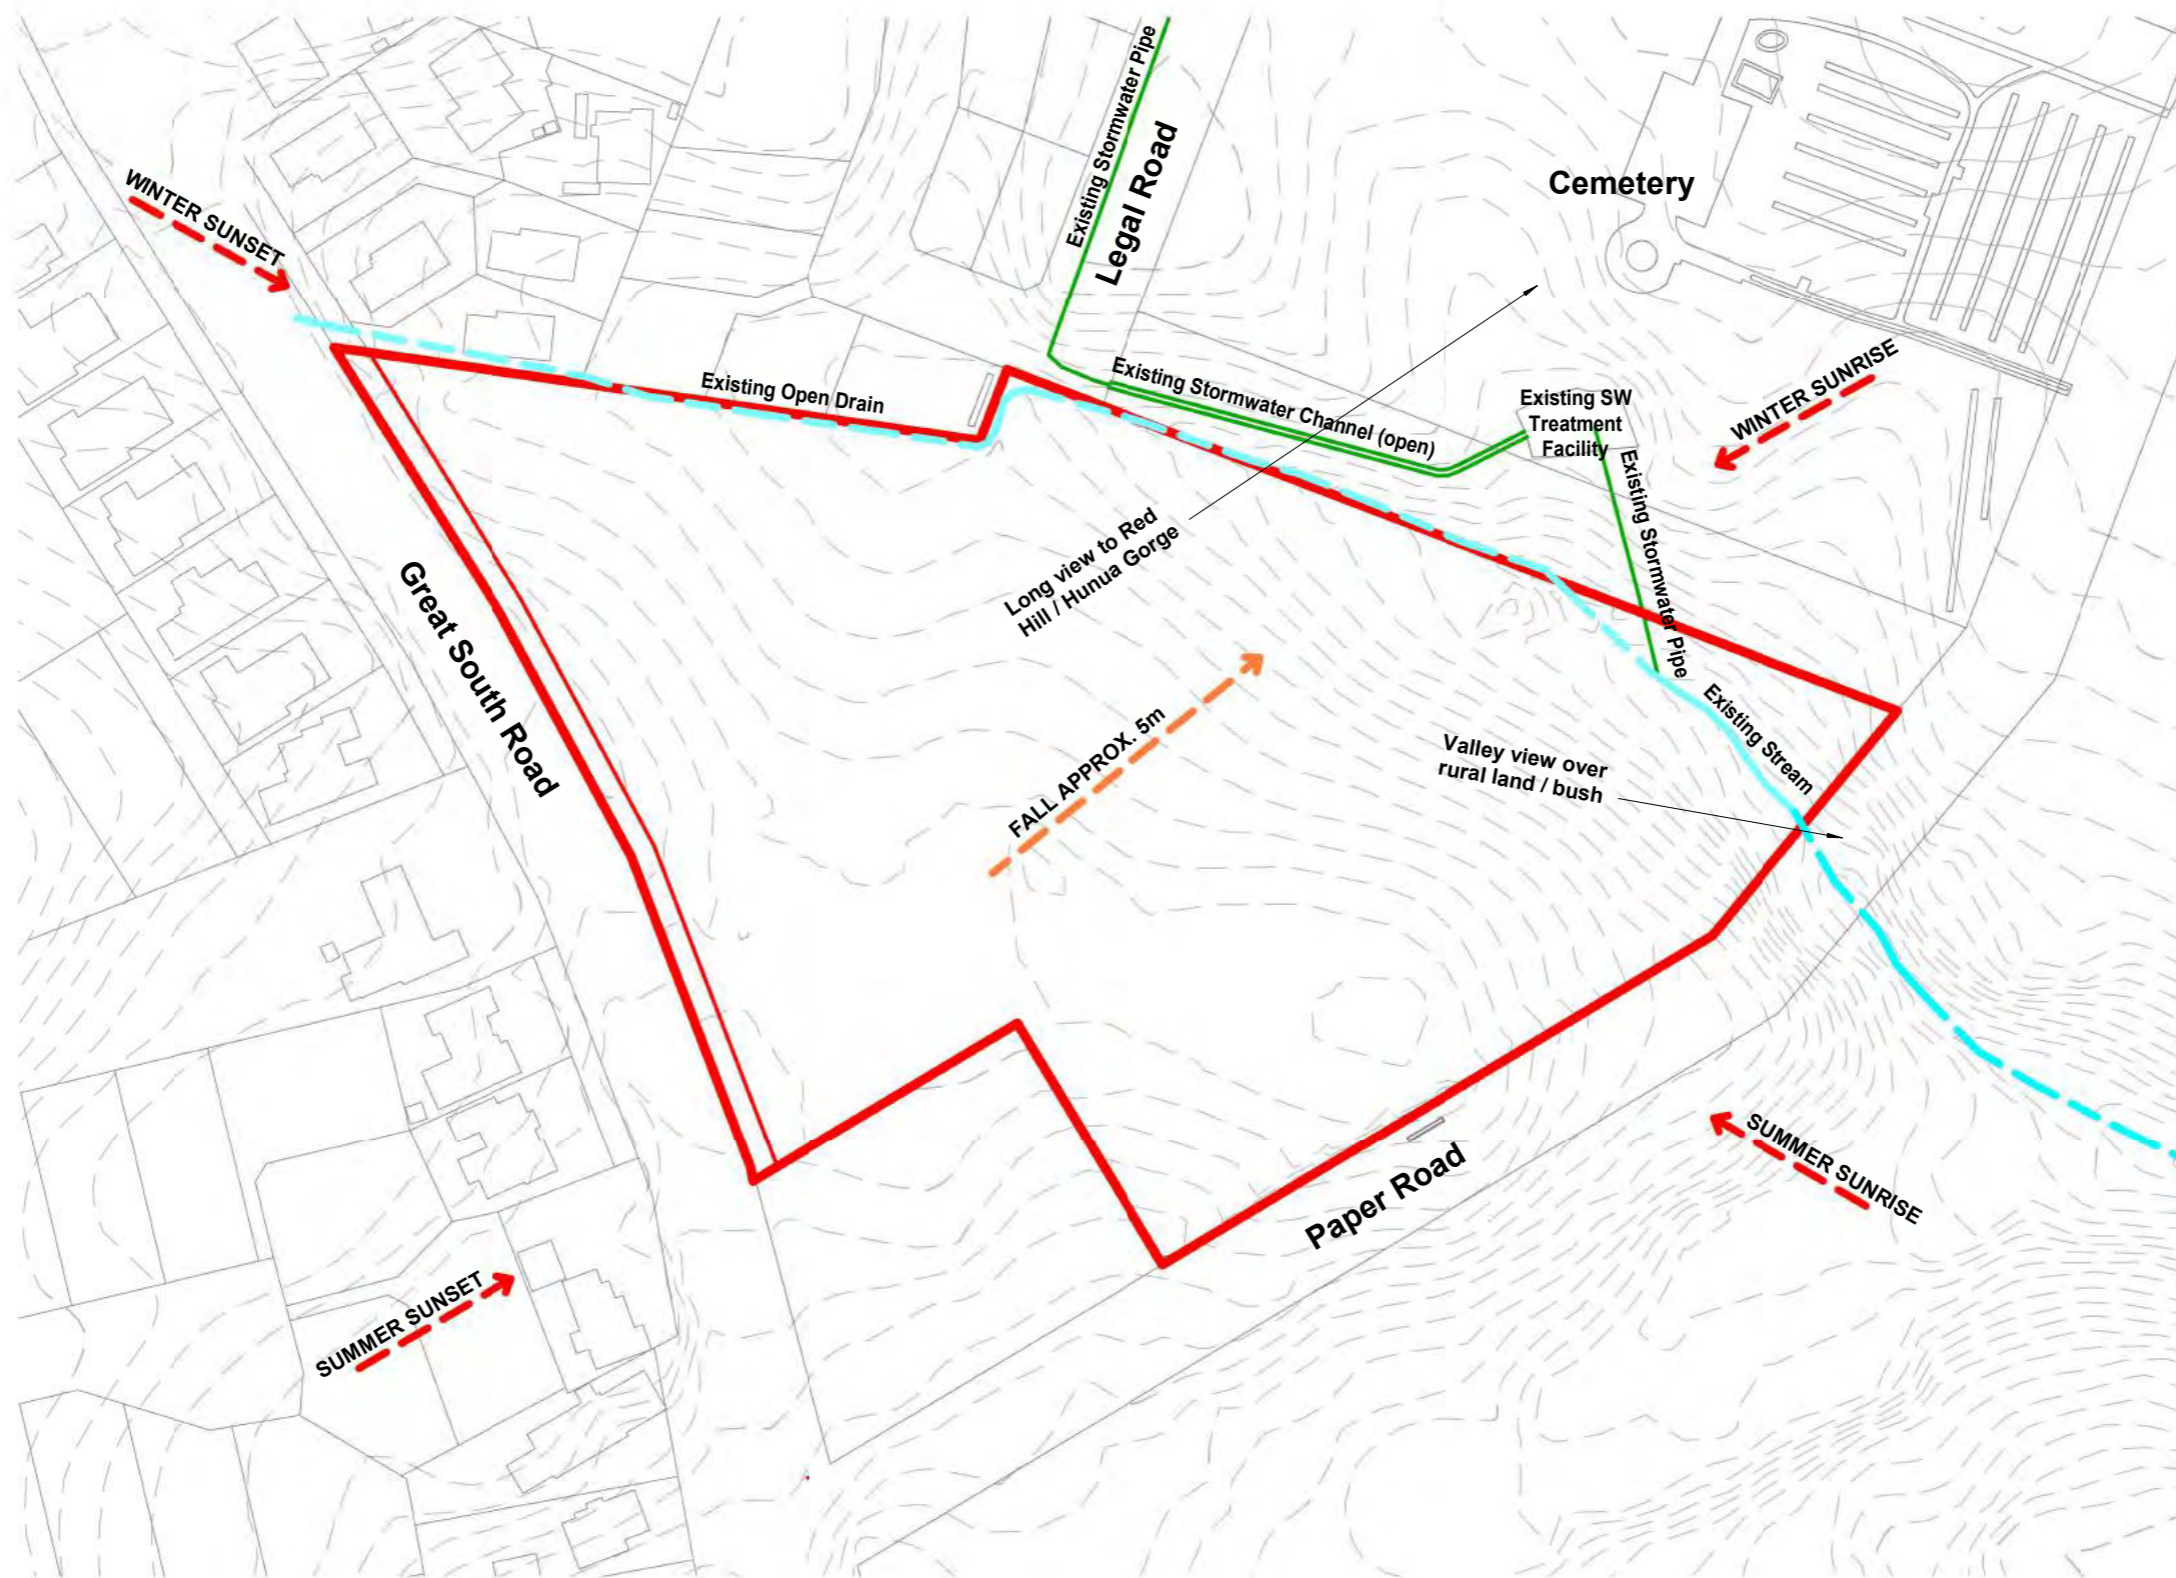 Existing Stormwater Pipe
Legal Road
Cemetery
WINTER SUNSET
WINTER SUNRISE
Existing Open Drain
Existing Stormwater Channel (open)
Existing SW
Treatment
Facility
Existing Stormwater Pipe
Long view to Red
Hill / Hunua Gorge
Great South Road
FALL APPROX. 5m
Existing Stream
Valley view over
rural land / bush
Paper Road
SUMMER SUNRISE
SUMMER SUNSET